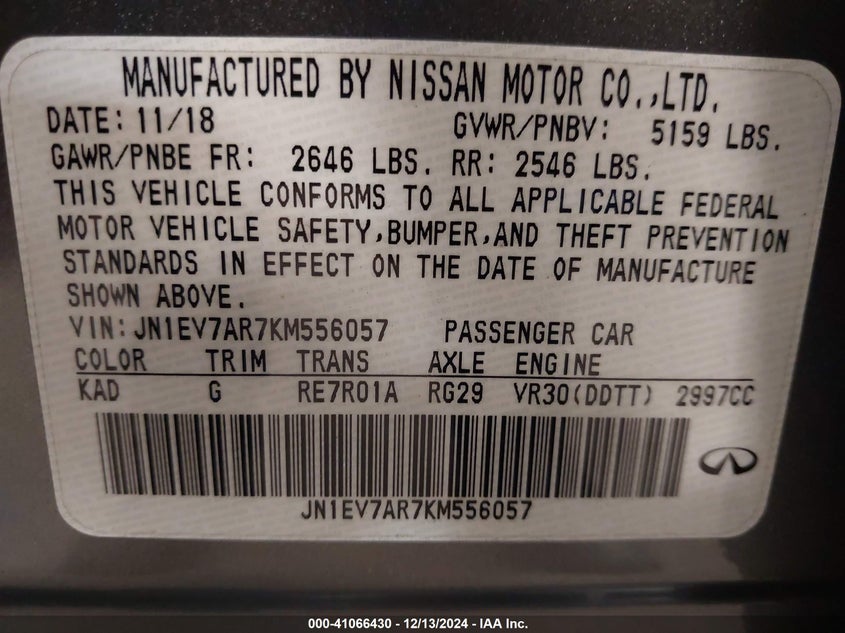 MANUFACTURED BY NISSAN MOTOR CO.,LTD.
DATE: 11/18 GVWR/PNBV: 5159 LBS.
GAWR/PNBE FR: 2646 LBS. RR: 2546 LBS.
THIS VEHICLE CONFORMS TO ALL APPLICABLE FEDERAL
MOTOR VEHICLE SAFETY,BUMPER,AND THEFT PREVENTION
STANDARDS IN EFFECT ON THE DATE OF MANUFACTURE
SHOWN ABOVE.
VIN:JN1EV7AR7KM556057 PASSENGER CAR
COLOR TRIM TRANS AXLE ENGINE
KAD G RE7R01A RG29 VR30(DDTT) 2997CC
JN1EV7AR7KM556057
000-41066430 - 12/13/2024 - IAA Inc.